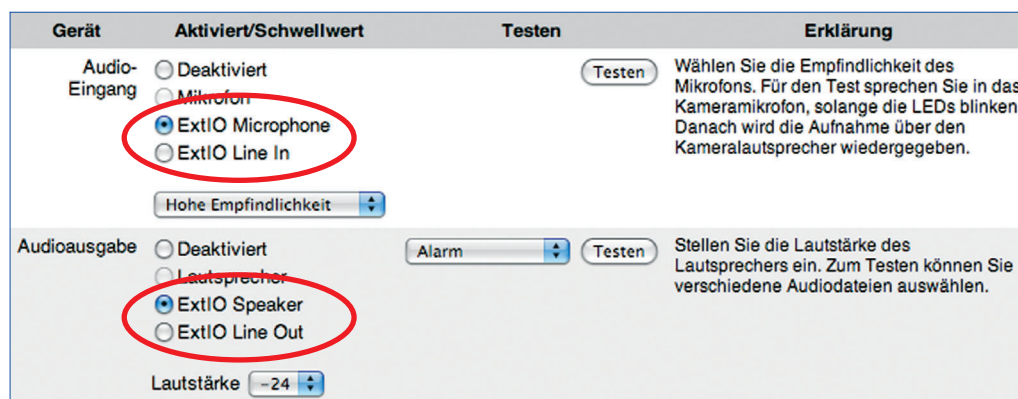 Gerät Aktiviert/Schwellwert Testen Erklärung
Audio-
Eingang
Deaktiviert
Mikrofon
ExtIO Microphone
ExtIO Line In
Hohe Empfindlichkeit
Testen
Wählen Sie die Empfindlichkeit des
Mikrofons. Für den Test sprechen Sie in das
Kameramikrofon, solange die LEDs blinken
Danach wird die Aufnahme über den
Kameralautsprecher wiedergegeben.
Audioausgabe
Deaktiviert
Lautsprecher
ExtIO Speaker
ExtIO Line Out
Lautstärke -24
Alarm
Testen
Stellen Sie die Lautstärke des
Lautsprechers ein. Zum Testen können Sie
verschiedene Audiodateien auswählen.